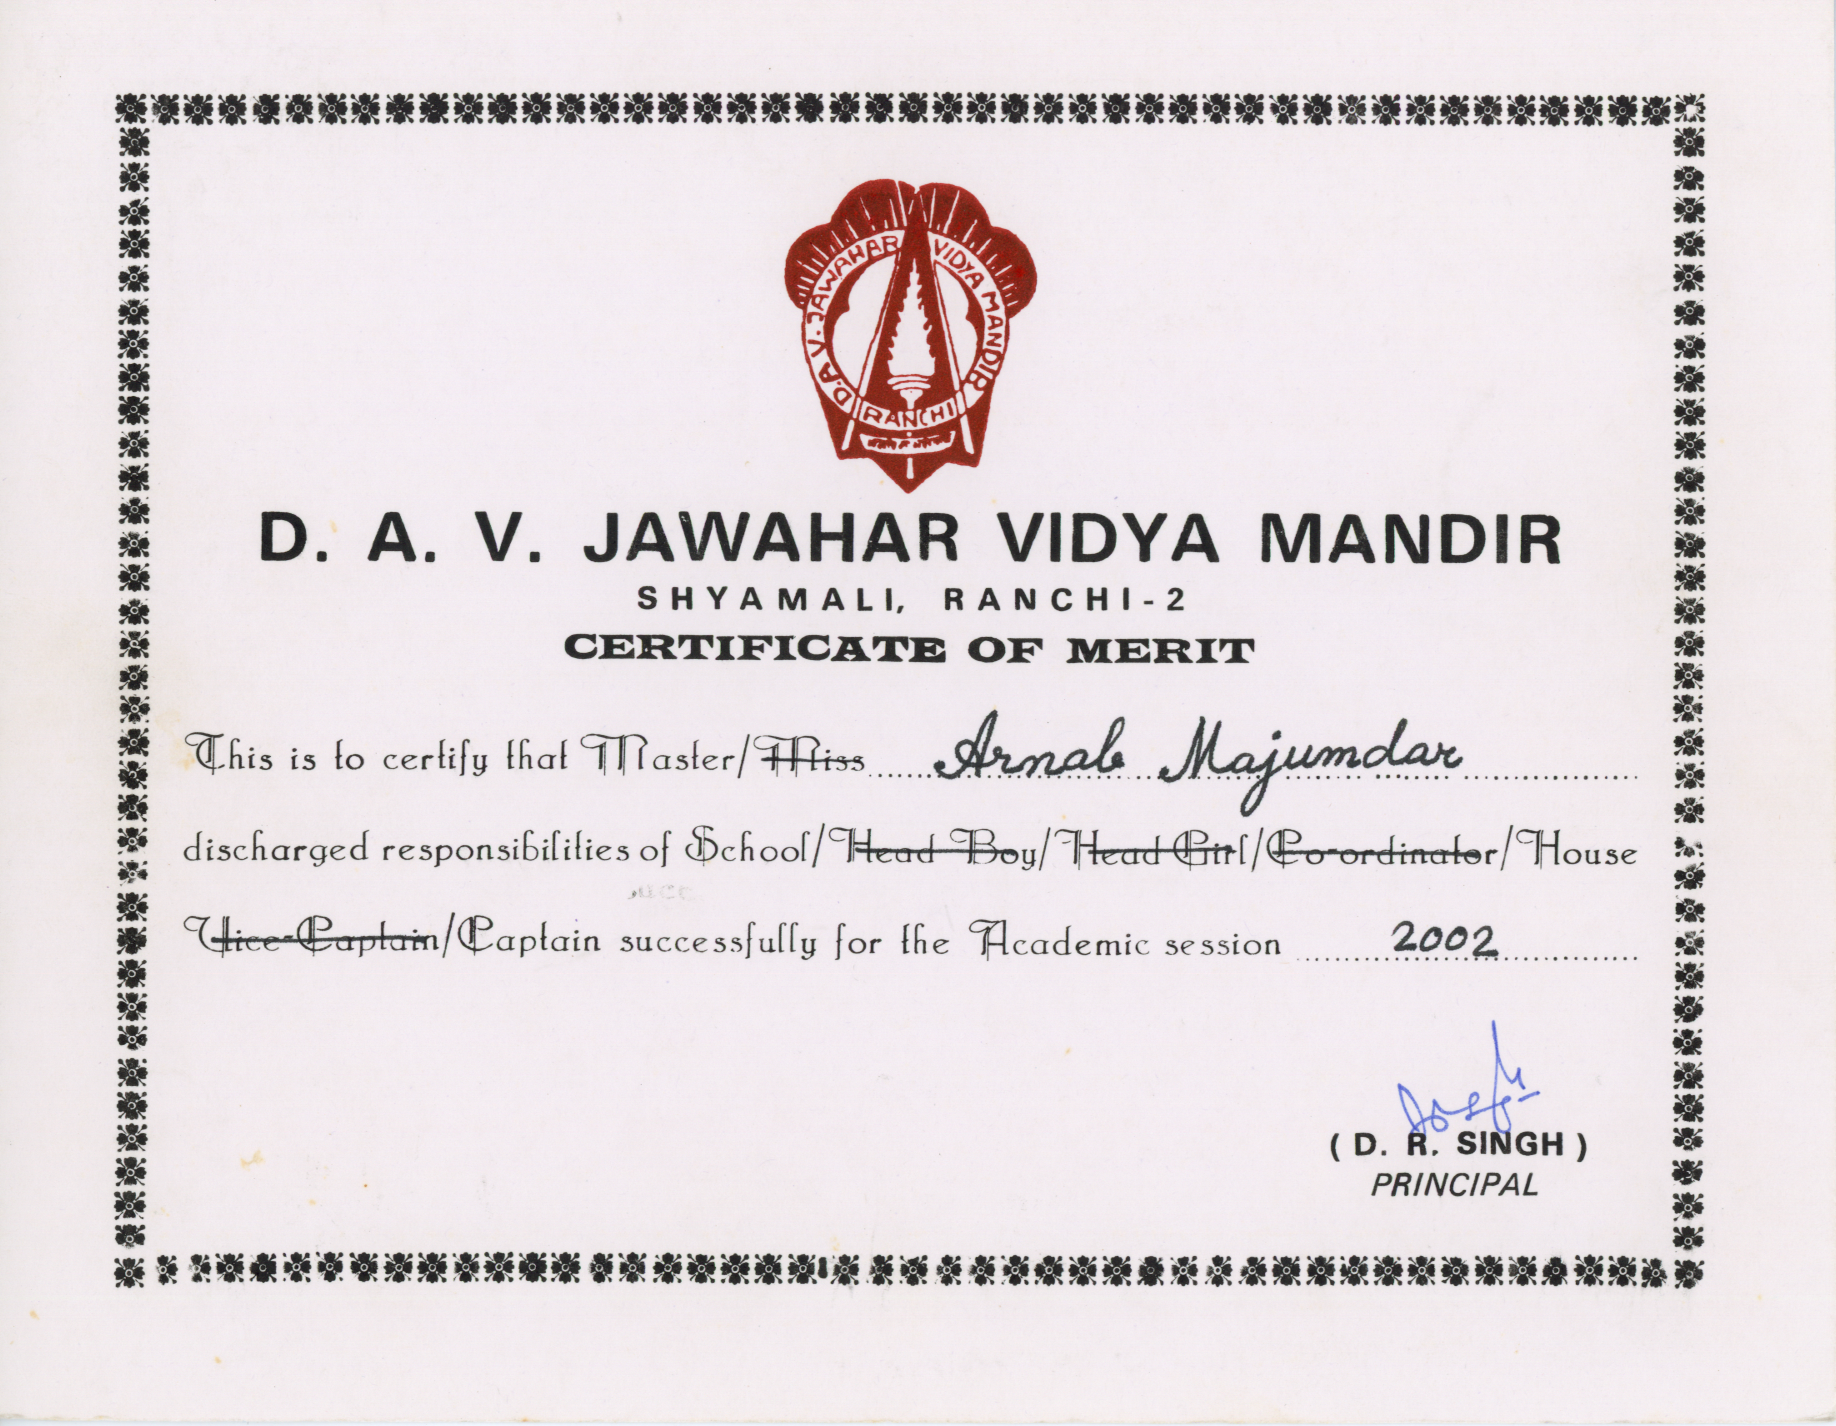 D.A.V. JAWAHAR VIDYA MANDIR
RANCHI
D. A. V. JAWAHAR VIDYA MANDIR
SHYAMALI, RANCHI-2
CERTIFICATE OF MERIT
This is to certify that Master/Miss Arnab Majumdar
discharged responsibilities of School/Head Boy/Head Girl/Co-ordinator/House
Vice-Captain/Captain successfully for the Academic session 2002
( D. R. SINGH )
PRINCIPAL